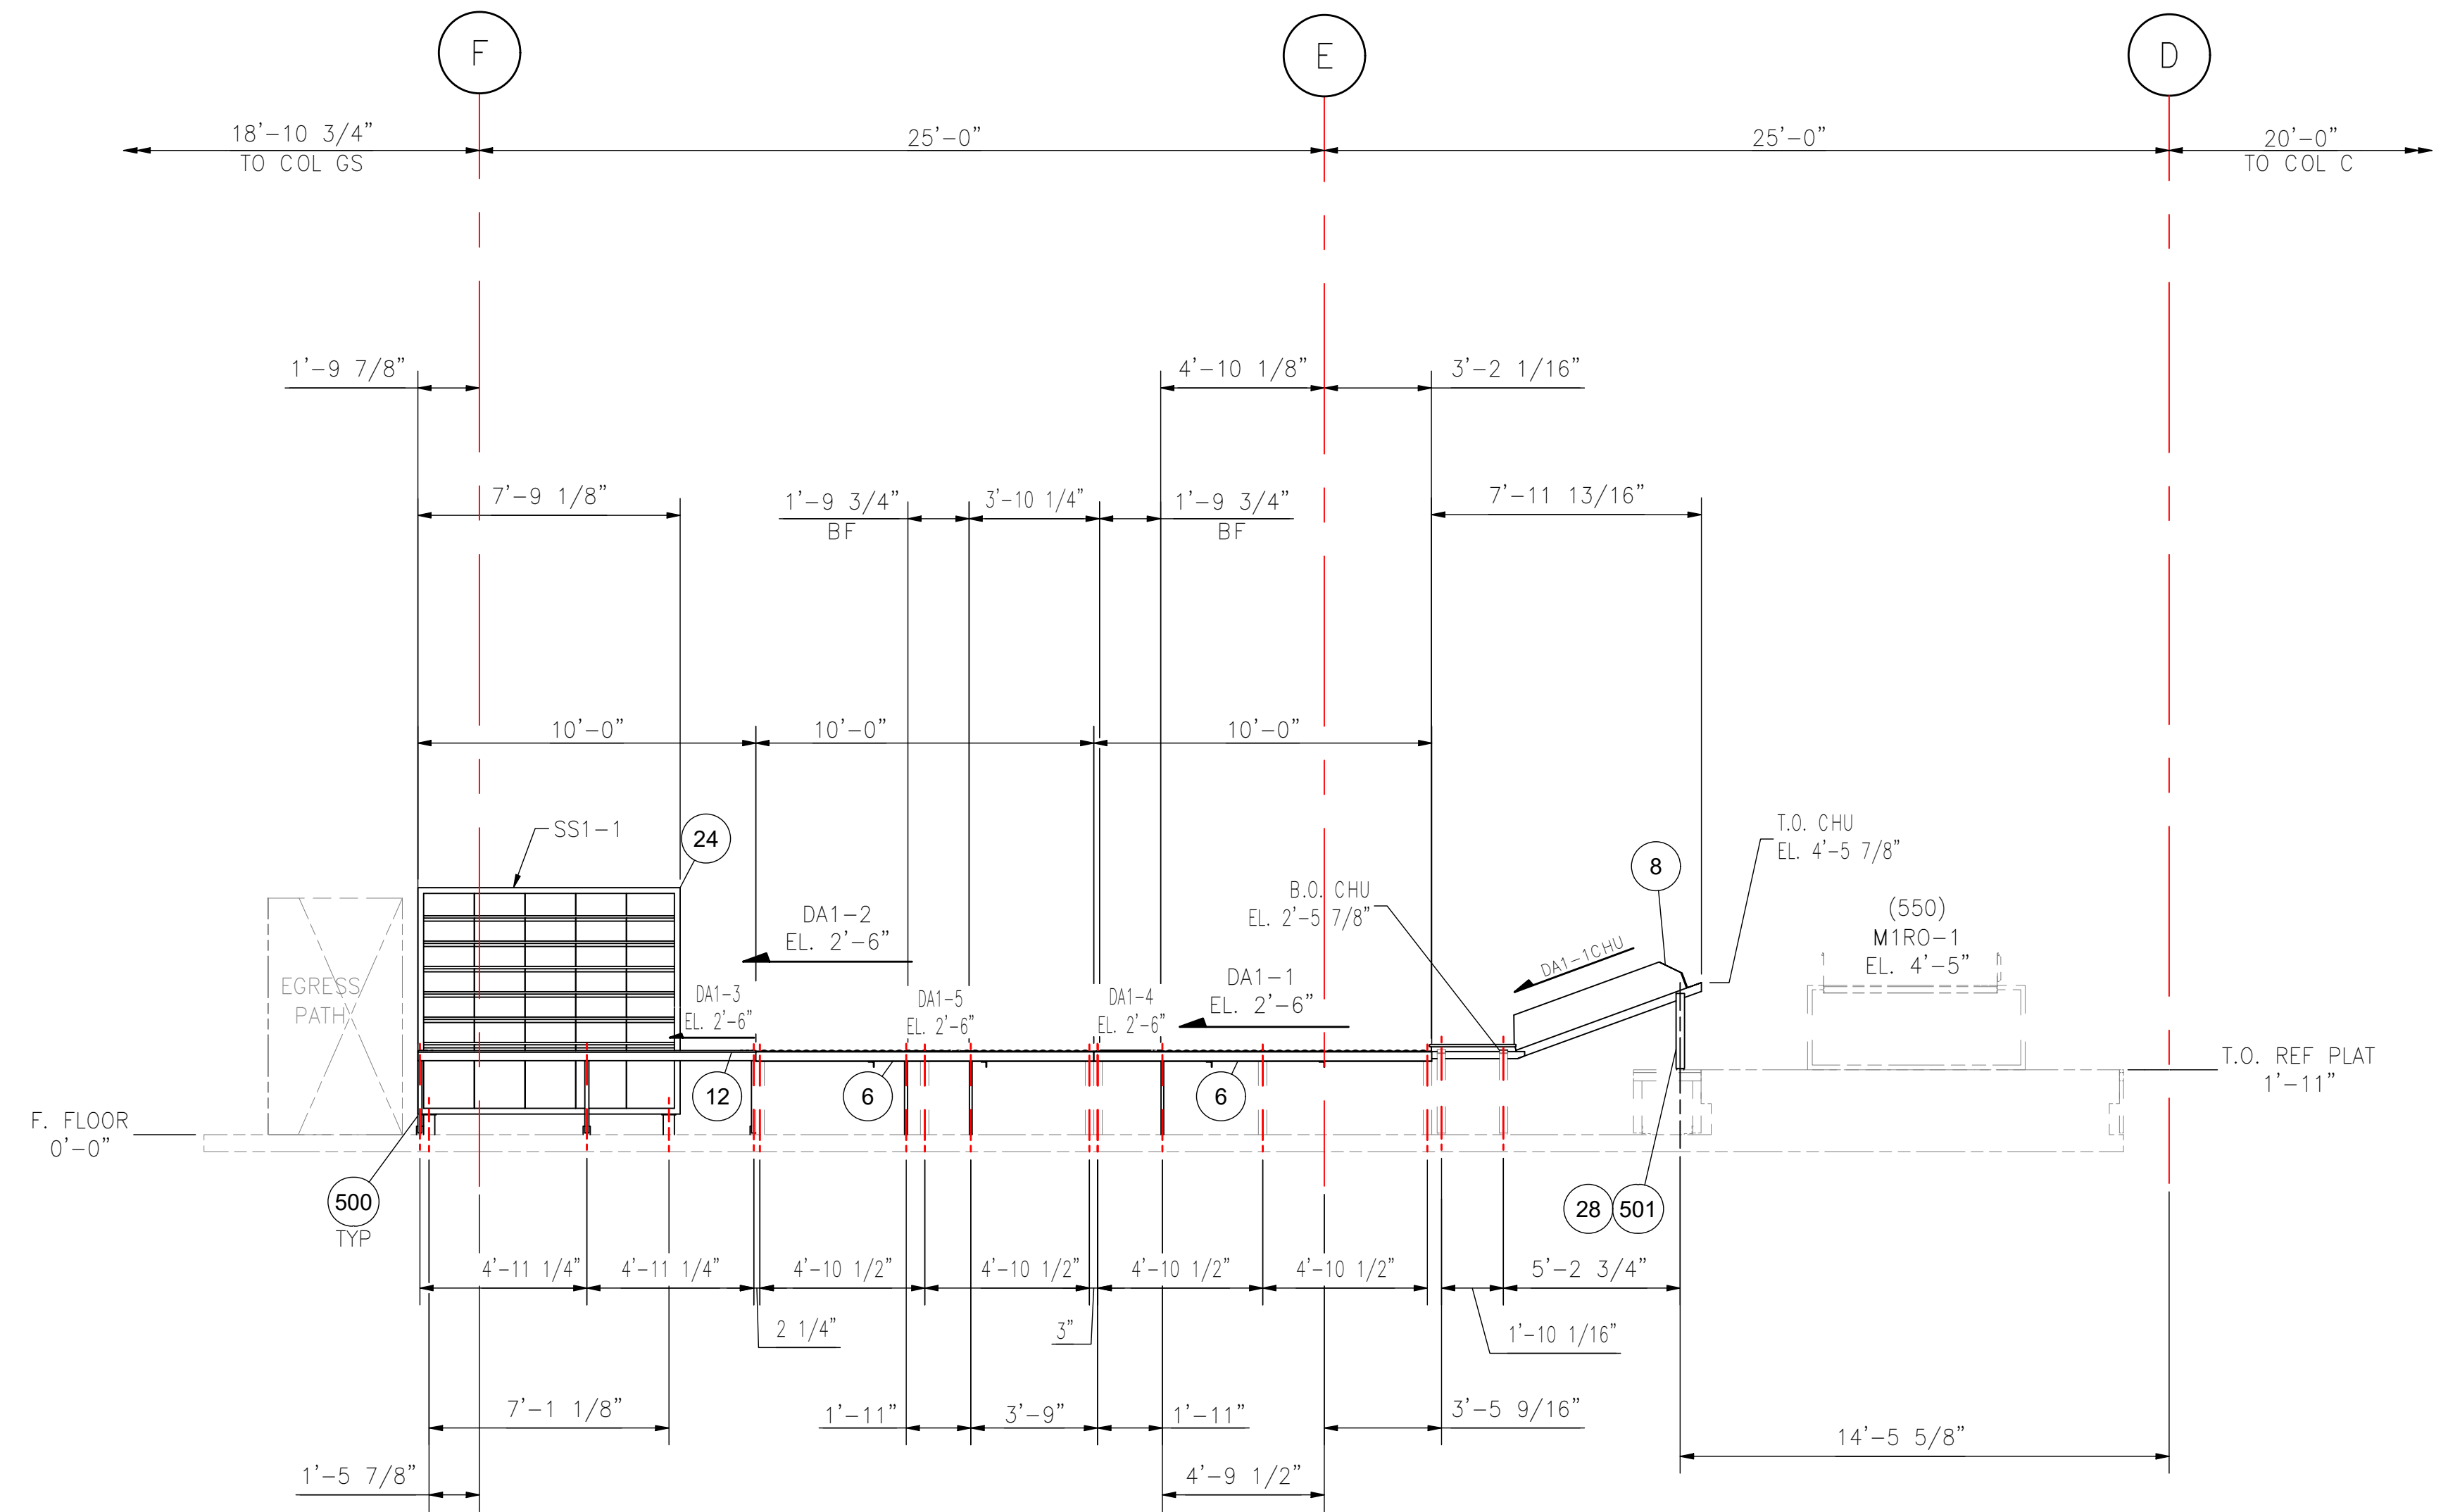 F
E
D
18'-10 3/4"
TO COL GS
25'-0"
25'-0"
20'-0"
TO COL C
1'-9 7/8"
4'-10 1/8"
3'-2 1/16"
7'-9 1/8"
1'-9 3/4"
BF
3'-10 1/4"
1'-9 3/4"
BF
7'-11 13/16"
10'-0"
10'-0"
10'-0"
SS1-1
24
T.O. CHU
EL. 4'-5 7/8"
8
B.O. CHU
EL. 2'-5 7/8"
DA1-2
EL. 2'-6"
(550)
M1RO-1
EL. 4'-5"
DA1-1CHU
EGRESS
PATH
DA1-3
EL. 2'-6"
DA1-5
EL. 2'-6"
DA1-4
EL. 2'-6"
DA1-1
EL. 2'-6"
T.O. REF PLAT
1'-11"
12
6
6
F. FLOOR
0'-0"
500
TYP
28
501
4'-11 1/4"
4'-11 1/4"
4'-10 1/2"
4'-10 1/2"
4'-10 1/2"
4'-10 1/2"
5'-2 3/4"
2 1/4"
3"
1'-10 1/16"
7'-1 1/8"
1'-11"
3'-9"
1'-11"
3'-5 9/16"
14'-5 5/8"
1'-5 7/8"
4'-9 1/2"